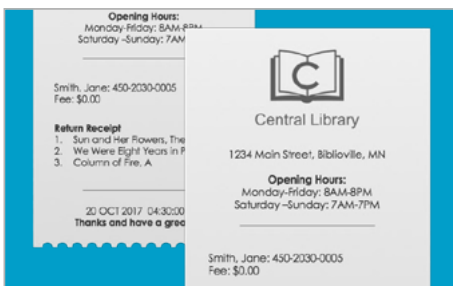 Opening Hours:
Monday-Friday: 8AM-8PM
Saturday –Sunday: 7AM
Smith, Jane: 450-2030-0005
Fee: $0.00
Return Receipt
1. Sun and Her Flowers, The
2. We Were Eight Years in P
3. Column of Fire, A
20 OCT 2017 04:30:00
Thanks and have a grea
C
Central Library
1234 Main Street, Biblioville, MN
Opening Hours:
Monday-Friday: 8AM-8PM
Saturday –Sunday: 7AM-7PM
Smith, Jane: 450-2030-0005
Fee: $0.00